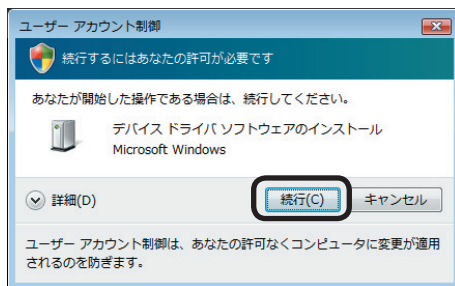 ユーザー アカウント制御
続行するにはあなたの許可が必要です
あなたが開始した操作である場合は、続行してください。
デバイス ドライバ ソフトウェアのインストール
Microsoft Windows
詳細(D)
続行(C)
キャンセル
ユーザー アカウント制御は、あなたの許可なくコンピュータに変更が適用
されるのを防ぎます。